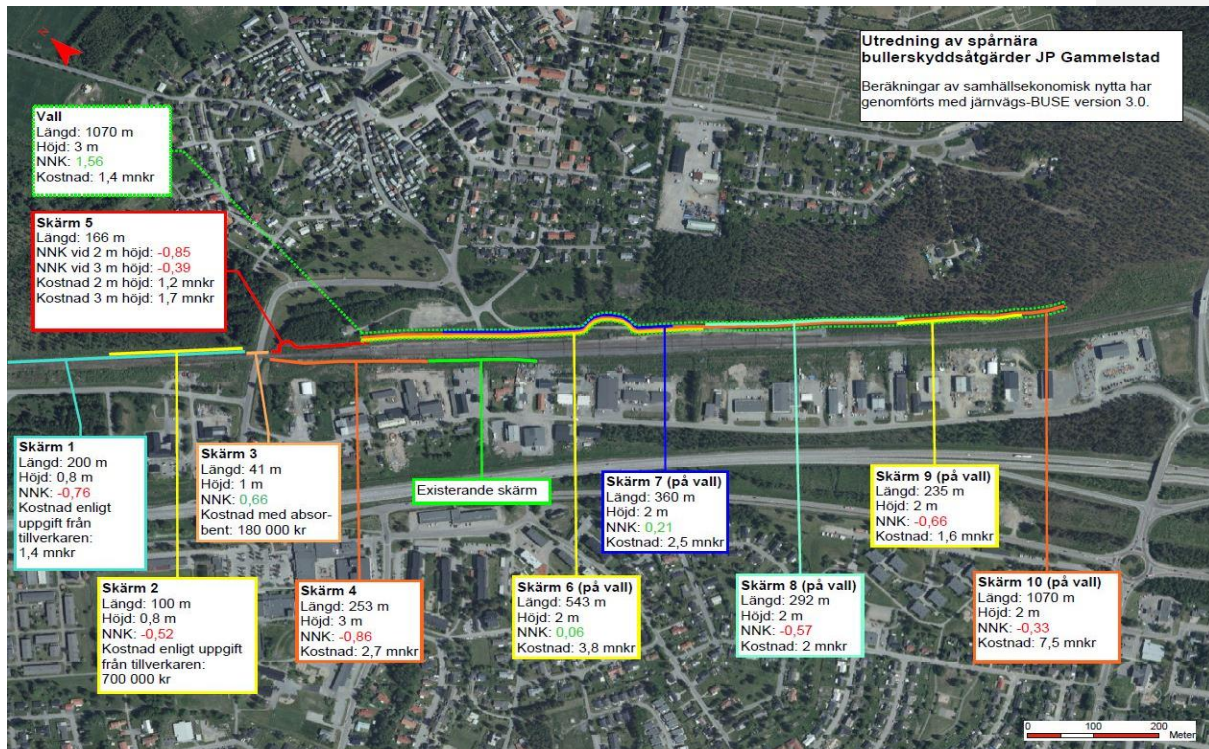 N
Utredning av spårnära
bullerskyddsåtgärder JP Gammelstad
Beräkningar av samhällsekonomisk nytta har
genomförts med järnvägs-BUSE version 3.0.
Vall
Längd: 1070 m
Höjd: 3 m
NNK: 1,56
Kostnad: 1,4 mnkr
Skärm 5
Längd: 166 m
NNK vid 2 m höjd: -0,85
NNK vid 3 m höjd: -0,39
Kostnad 2 m höjd: 1,2 mnkr
Kostnad 3 m höjd: 1,7 mnkr
Skärm 1
Längd: 200 m
Höjd: 0,8 m
NNK: -0,76
Kostnad enligt
uppgift från
tillverkaren:
1,4 mnkr
Skärm 2
Längd: 100 m
Höjd: 0,8 m
NNK: -0,52
Kostnad enligt uppgift
från tillverkaren:
700 000 kr
Skärm 3
Längd: 41 m
Höjd: 1 m
NNK: 0,66
Kostnad med absor-
bent: 180 000 kr
Skärm 4
Längd: 253 m
Höjd: 3 m
NNK: -0,86
Kostnad: 2,7 mnkr
Existerande skärm
Skärm 6 (på vall)
Längd: 543 m
Höjd: 2 m
NNK: 0,06
Kostnad: 3,8 mnkr
Skärm 7 (på vall)
Längd: 360 m
Höjd: 2 m
NNK: 0,21
Kostnad: 2,5 mnkr
Skärm 8 (på vall)
Längd: 292 m
Höjd: 2 m
NNK: -0,57
Kostnad: 2 mnkr
Skärm 9 (på vall)
Längd: 235 m
Höjd: 2 m
NNK: -0,66
Kostnad: 1,6 mnkr
Skärm 10 (på vall)
Längd: 1070 m
Höjd: 2 m
NNK: -0,33
Kostnad: 7,5 mnkr
0 100 200
Meter